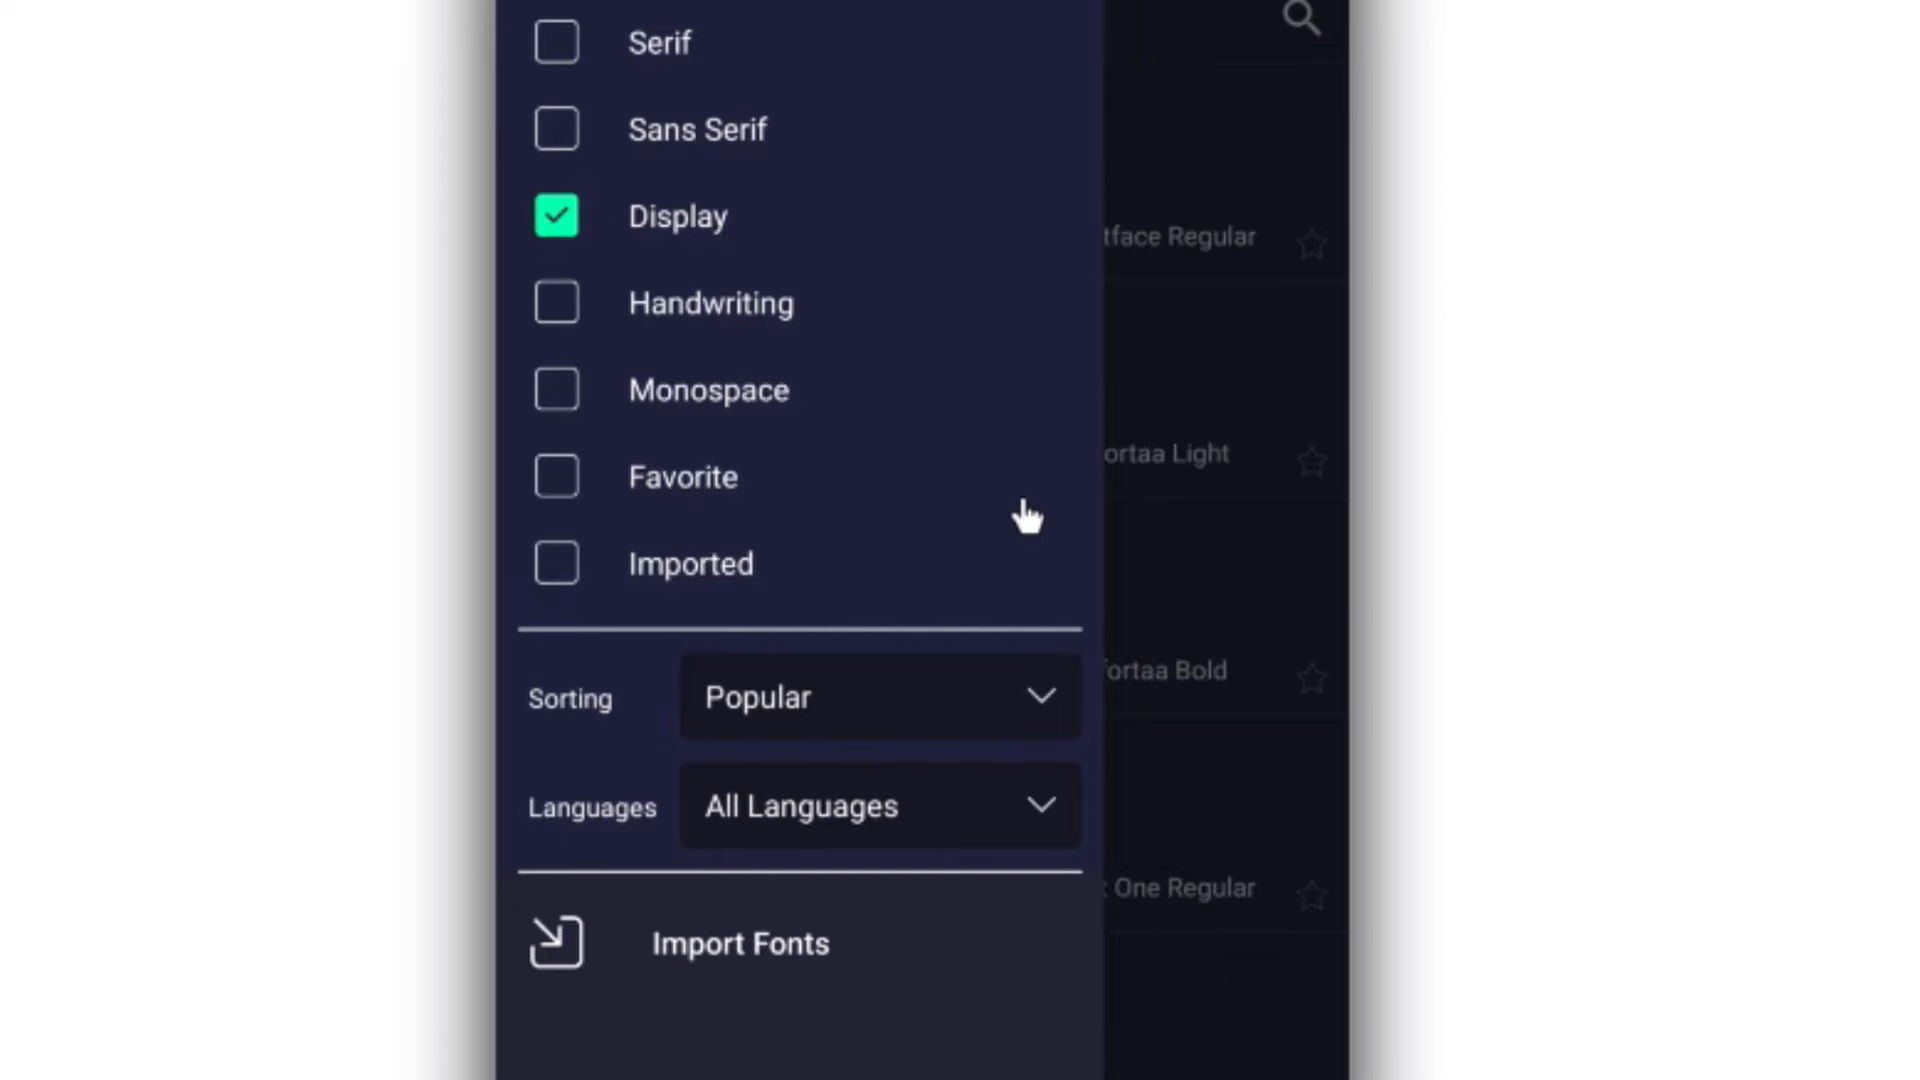 Serif
Sans Serif
Display
tface Regular
Handwriting
Monospace
ortaa Light
Favorite
Imported
fortaa Bold
Sorting
Popular
Languages
All Languages
One Regular
Import Fonts